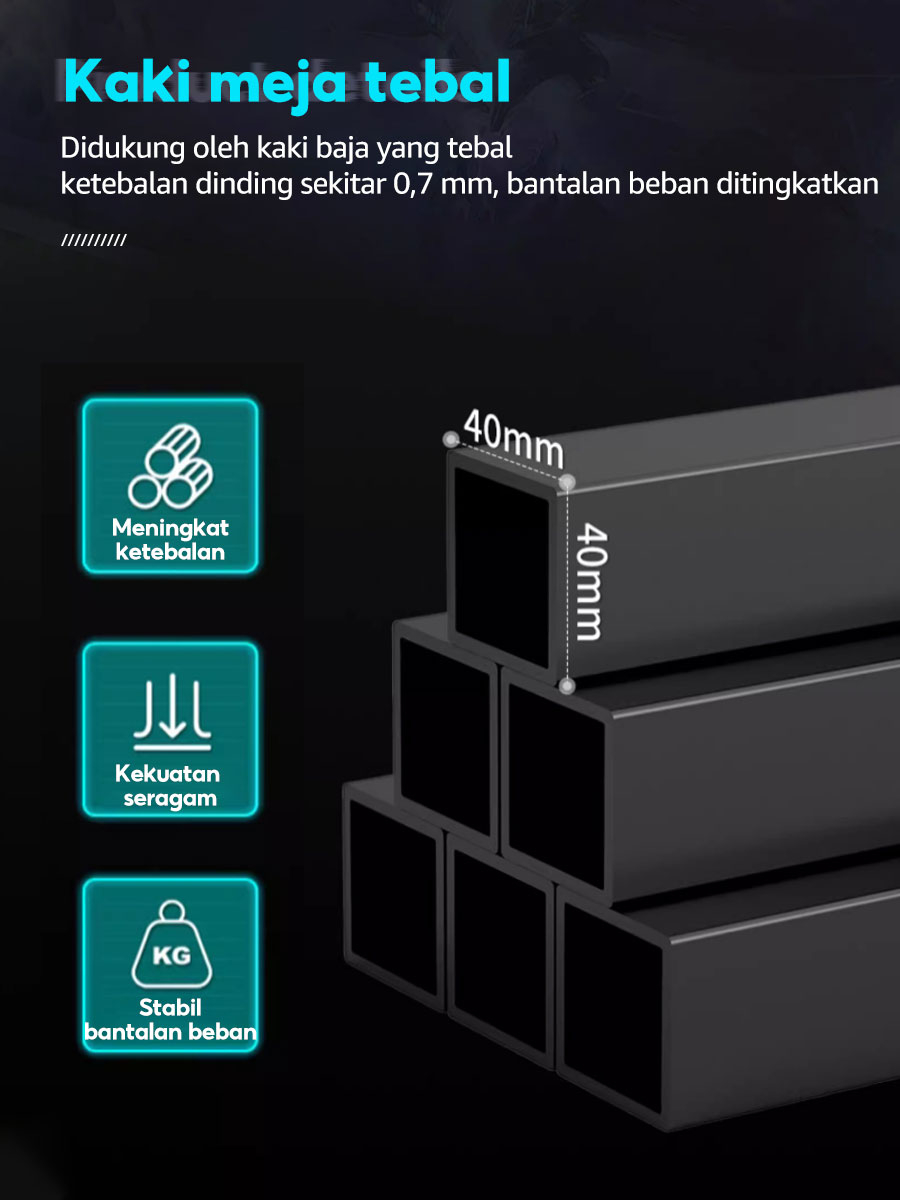 Kaki meja tebal
Didukung oleh kaki baja yang tebal
ketebalan dinding sekitar 0,7 mm, bantalan beban ditingkatkan
//////////
40mm
40mm
Meningkat
ketebalan
Kekuatan
seragam
KG
Stabil
bantalan beban